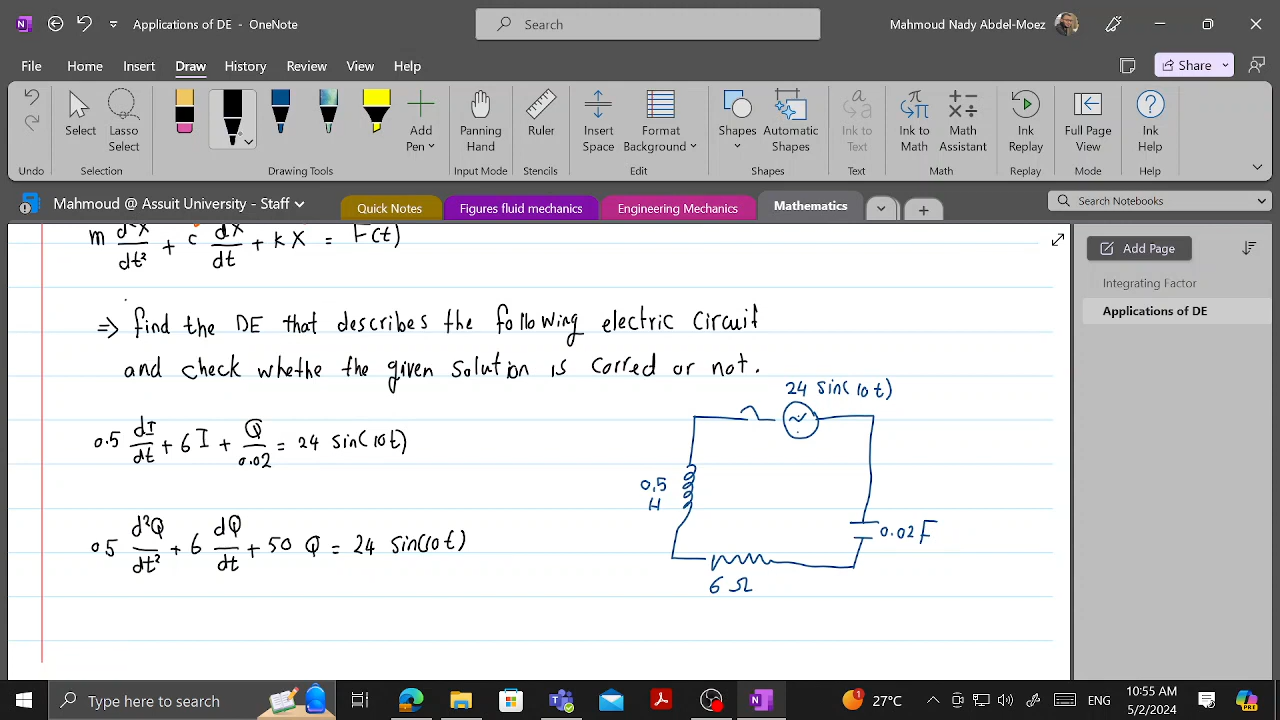 Applications of DE - OneNote
Search
Mahmoud Nady Abdel-Moez
File Home Insert Draw History Review View Help
Share
Select
Lasso Select
Add Pen
Panning Hand
Ruler
Insert Space
Format Background
Shapes
Automatic Shapes
Ink to Text
Ink to Math
Math Assistant
Ink Replay
Full Page View
Ink Help
Undo
Selection
Drawing Tools
Input Mode
Stencils
Edit
Shapes
Text
Math
Replay
Mode
Help
Mahmoud @ Assuit University - Staff
Quick Notes
Figures fluid mechanics
Engineering Mechanics
Mathematics
Search Notebooks
Add Page
Integrating Factor
Applications of DE
m d²X/dt² + c dX/dt + k X = F(t)
⇒ find the DE that describes the following electric circuit
and check whethe the given solution is corred or not.
24 sin(10t)
0.5 dI/dt + 6 I + Q/0.02 = 24 sin(10t)
0,5
H
0.02 F
05 d²Q/dt² + 6 dQ/dt + 50 Q = 24 sin(10t)
6 Ω
Type here to search
1
27°C
ENG
10:55 AM
5/2/2024